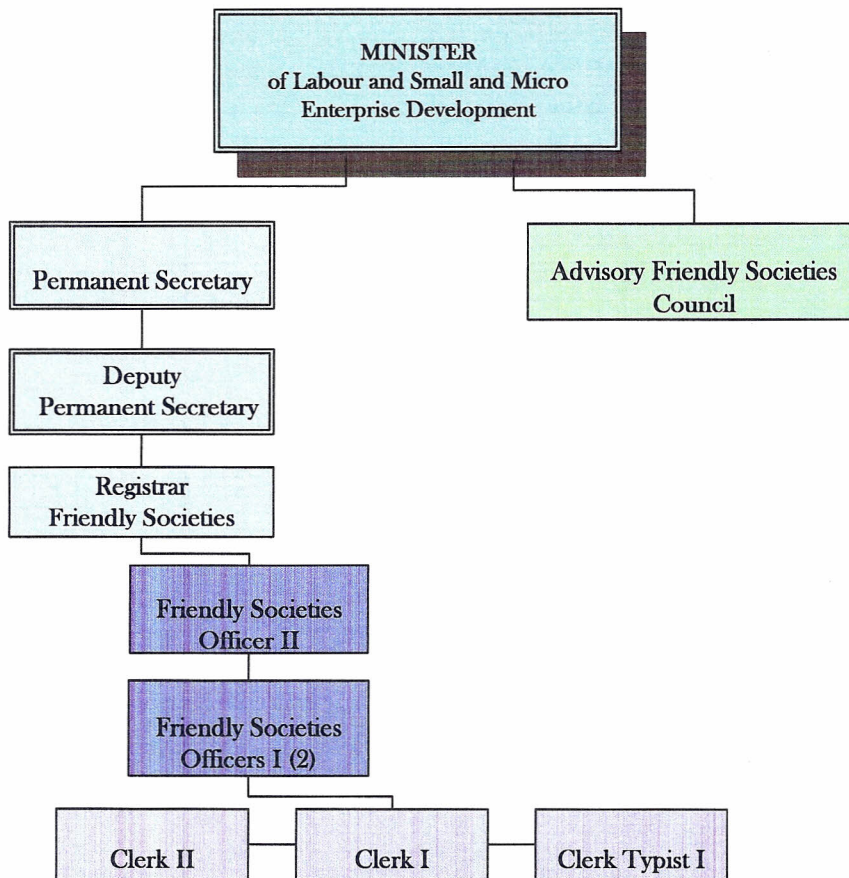 MINISTER
of Labour and Small and Micro
Enterprise Development
Permanent Secretary
Advisory Friendly Societies
Council
Deputy
Permanent Secretary
Registrar
Friendly Societies
Friendly Societies
Officer II
Friendly Societies
Officers I (2)
Clerk II
Clerk I
Clerk Typist I